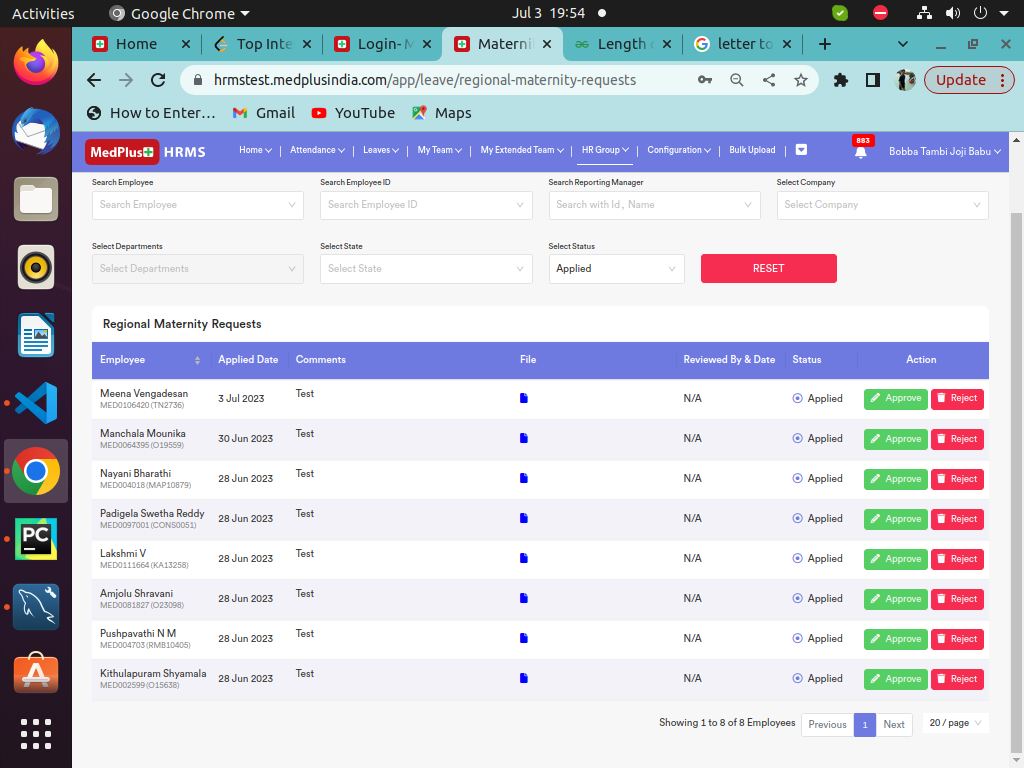 Activities Google Chrome Jul 3 19:54
Home Top Inte Login- M Materni Length o letter to
hrmstest.medplusindia.com/app/leave/regional-maternity-requests Update
How to Enter... Gmail YouTube Maps
MedPlus HRMS Home Attendance Leaves My Team My Extended Team HR Group Configuration Bulk Upload 883 Bobba Tambi Joji Babu
Search Employee Search Employee ID Search Reporting Manager Select Company
Search Employee Search Employee ID Search with Id, Name Select Company
Select Departments Select State Select Status
Select Departments Select State Applied RESET
Regional Maternity Requests
Employee Applied Date Comments File Reviewed By & Date Status Action
Meena Vengadesan 3 Jul 2023 Test N/A Applied Approve Reject
MED0106420 (TN2736)
Manchala Mounika 30 Jun 2023 Test N/A Applied Approve Reject
MED0064395 (O19559)
Nayani Bharathi 28 Jun 2023 Test N/A Applied Approve Reject
MED004018 (MAP10879)
Padigela Swetha Reddy 28 Jun 2023 Test N/A Applied Approve Reject
MED0097001 (CONS0051)
Lakshmi V 28 Jun 2023 Test N/A Applied Approve Reject
MED0111664 (KA13258)
Amjolu Shravani 28 Jun 2023 Test N/A Applied Approve Reject
MED0081827 (O23098)
Pushpavathi N M 28 Jun 2023 Test N/A Applied Approve Reject
MED004703 (RMB10405)
Kithulapuram Shyamala 28 Jun 2023 Test N/A Applied Approve Reject
MED002599 (O15638)
Showing 1 to 8 of 8 Employees Previous 1 Next 20 / page
PC